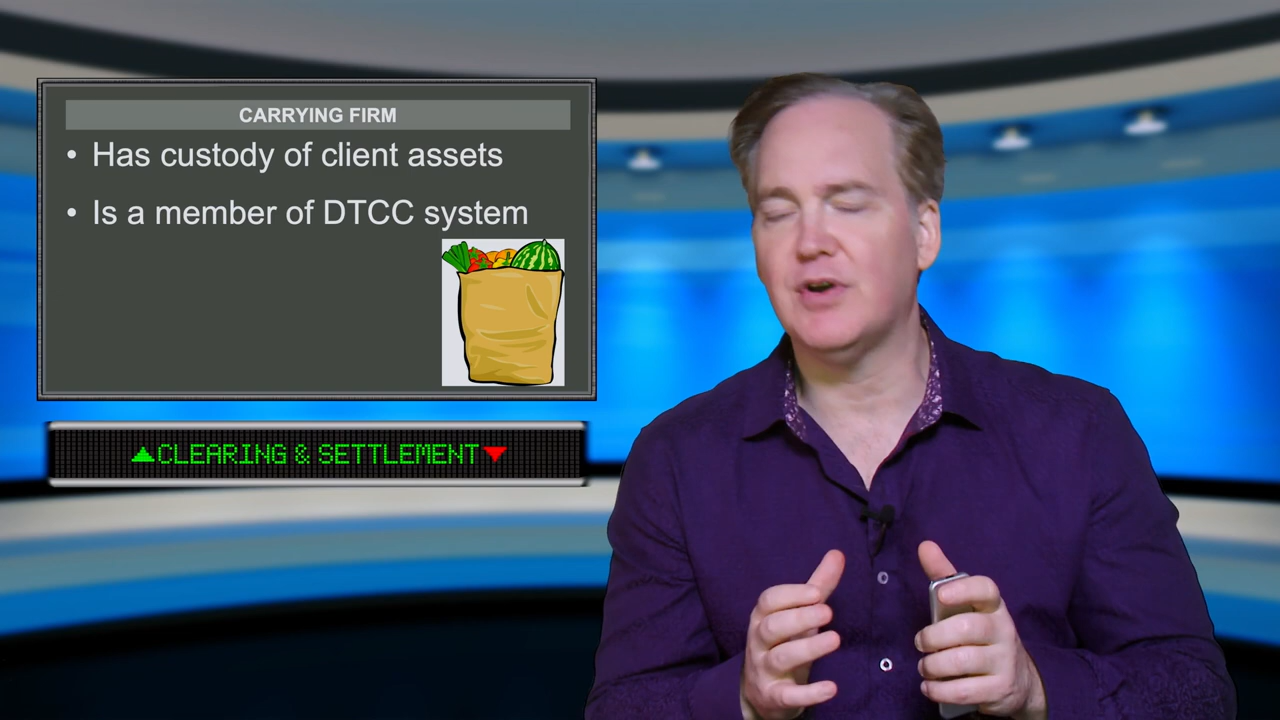 CARRYING FIRM
• Has custody of client assets
• Is a member of DTCC system
CLEARING & SETTLEMENT